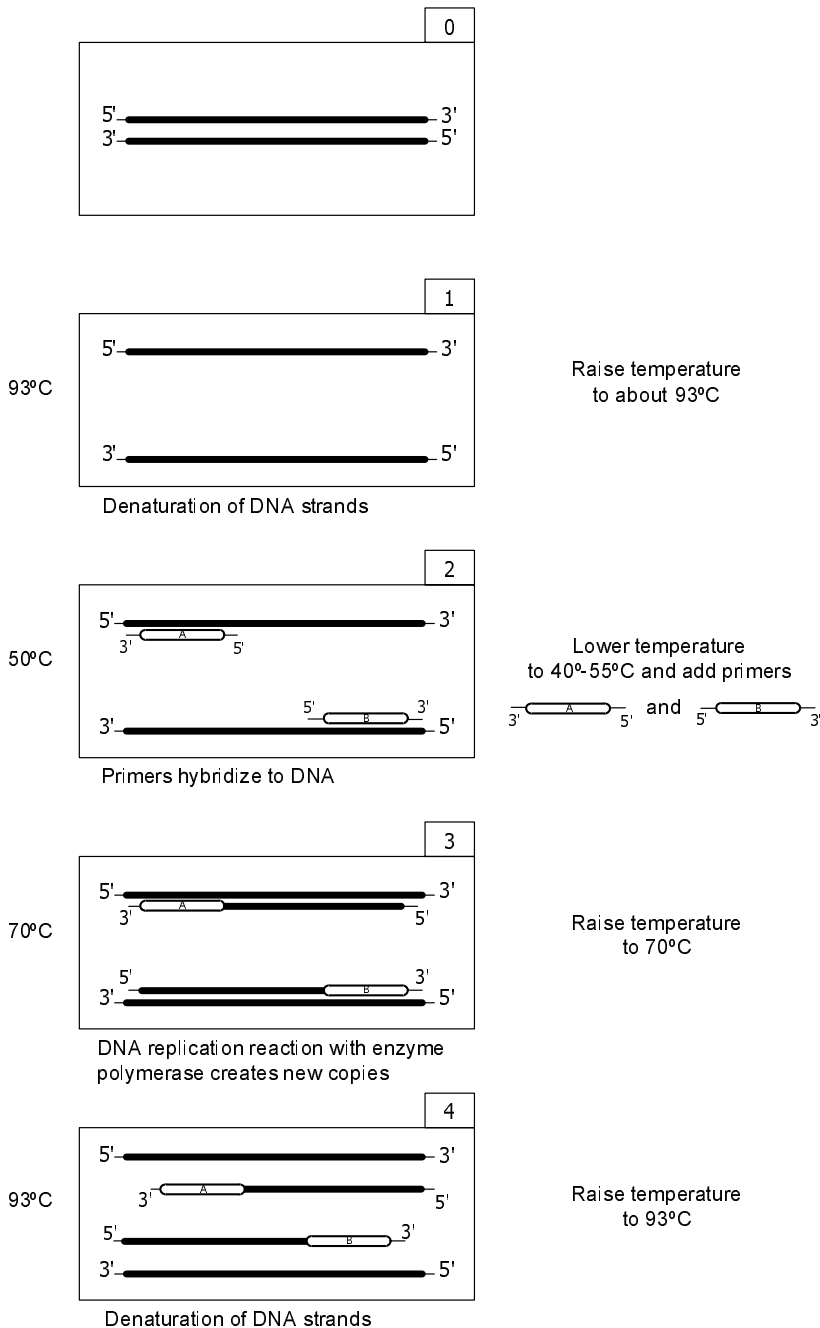 0
5' 3'
3' 5'
1
5' 3'
93ºC
Raise temperature
to about 93ºC
3' 5'
Denaturation of DNA strands
2
5' 3'
A
3' 5'
50ºC
Lower temperature
to 40º-55ºC and add primers
5' 3'
B
3' 5'
A and B
3' 5' 5' 3'
Primers hybridize to DNA
3
5' 3'
A
3' 5'
70ºC
Raise temperature
to 70ºC
5' 3'
B
3' 5'
DNA replication reaction with enzyme
polymerase creates new copies
4
5' 3'
A
3' 5'
93ºC
Raise temperature
to 93ºC
5' B 3'
3' 5'
Denaturation of DNA strands